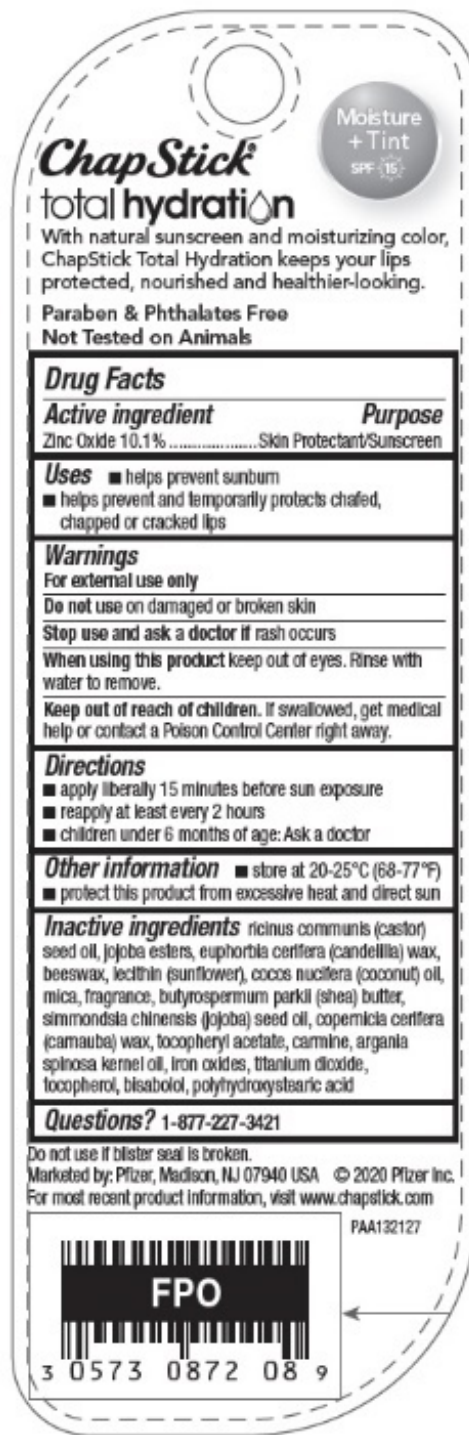 Moisture
+ Tint
SPF 15
ChapStick®
total hydration
With natural sunscreen and moisturizing color,
ChapStick Total Hydration keeps your lips
protected, nourished and healthier-looking.
Paraben & Phthalates Free
Not Tested on Animals
Drug Facts
Active ingredient Purpose
Zinc Oxide 10.1%....................Skin Protectant/Sunscreen
Uses ■ helps prevent sunburn
■ helps prevent and temporarily protects chafed,
chapped or cracked lips
Warnings
For external use only
Do not use on damaged or broken skin
Stop use and ask a doctor if rash occurs
When using this product keep out of eyes. Rinse with
water to remove.
Keep out of reach of children. If swallowed, get medical
help or contact a Poison Control Center right away.
Directions
■ apply liberally 15 minutes before sun exposure
■ reapply at least every 2 hours
■ children under 6 months of age: Ask a doctor
Other information ■ store at 20-25°C (68-77°F)
■ protect this product from excessive heat and direct sun
Inactive ingredients ricinus communis (castor)
seed oil, jojoba esters, euphorbia cerifera (candelilla) wax,
beeswax, lecithin (sunflower), cocos nucifera (coconut) oil,
mica, fragrance, butyrospermum parkii (shea) butter,
simmondsia chinensis (jojoba) seed oil, copernicia cerifera
(carnauba) wax, tocopheryl acetate, carmine, argania
spinosa kernel oil, iron oxides, titanium dioxide,
tocopherol, bisabolol, polyhydroxystearic acid
Questions? 1-877-227-3421
Do not use if blister seal is broken.
Marketed by: Pfizer, Madison, NJ 07940 USA © 2020 Pfizer Inc.
For most recent product information, visit www.chapstick.com
PAA132127
FPO
3 0573 0872 08 9